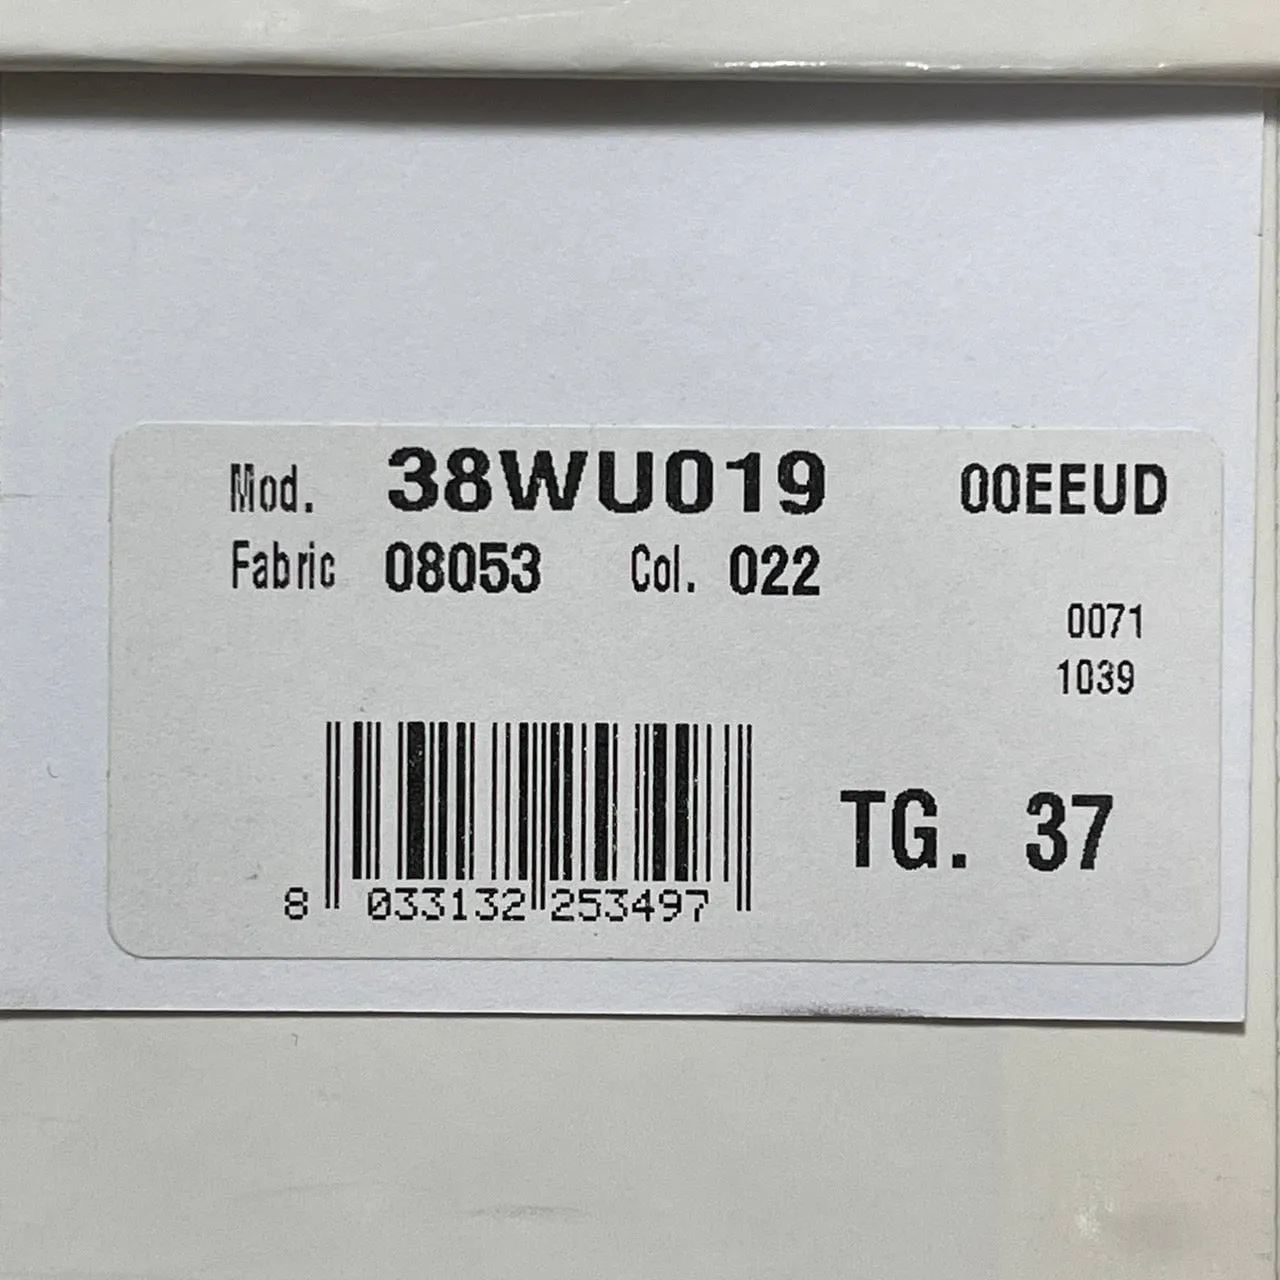 Mod. 38WU019 00EEUD
Fabric 08053 Col. 022
0071
1039
TG. 37
8 033132 253497